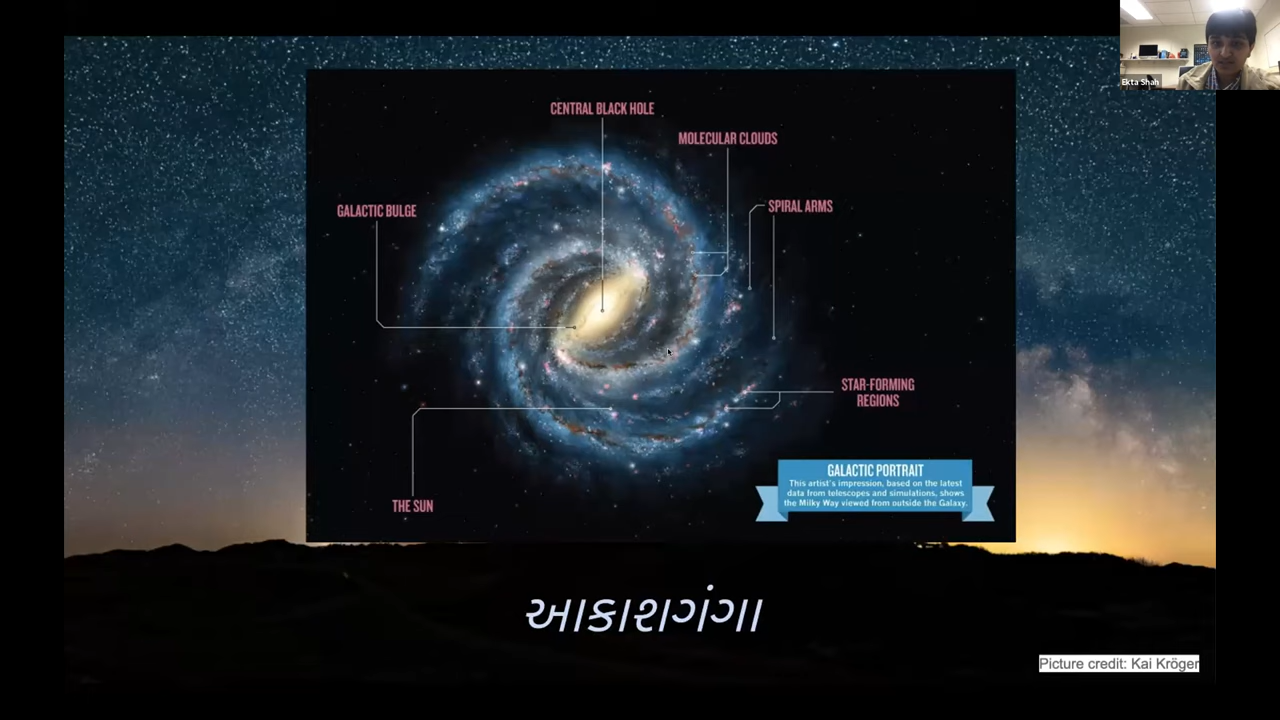 Ekta Shah
CENTRAL BLACK HOLE
MOLECULAR CLOUDS
SPIRAL ARMS
GALACTIC BULGE
STAR-FORMING
REGIONS
THE SUN
GALACTIC PORTRAIT
This artist's impression, based on the latest
data from telescopes and simulations, shows
the Milky Way viewed from outside the Galaxy.
આકાશગંગા
Picture credit: Kai Kröger